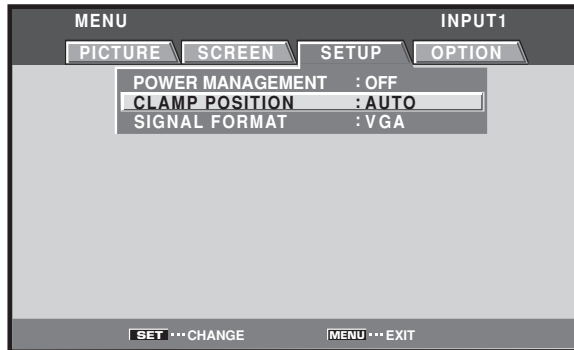 MENU INPUT1
PICTURE SCREEN SETUP OPTION
POWER MANAGEMENT : OFF
CLAMP POSITION : AUTO
SIGNAL FORMAT : VGA
SET ··· CHANGE MENU ··· EXIT